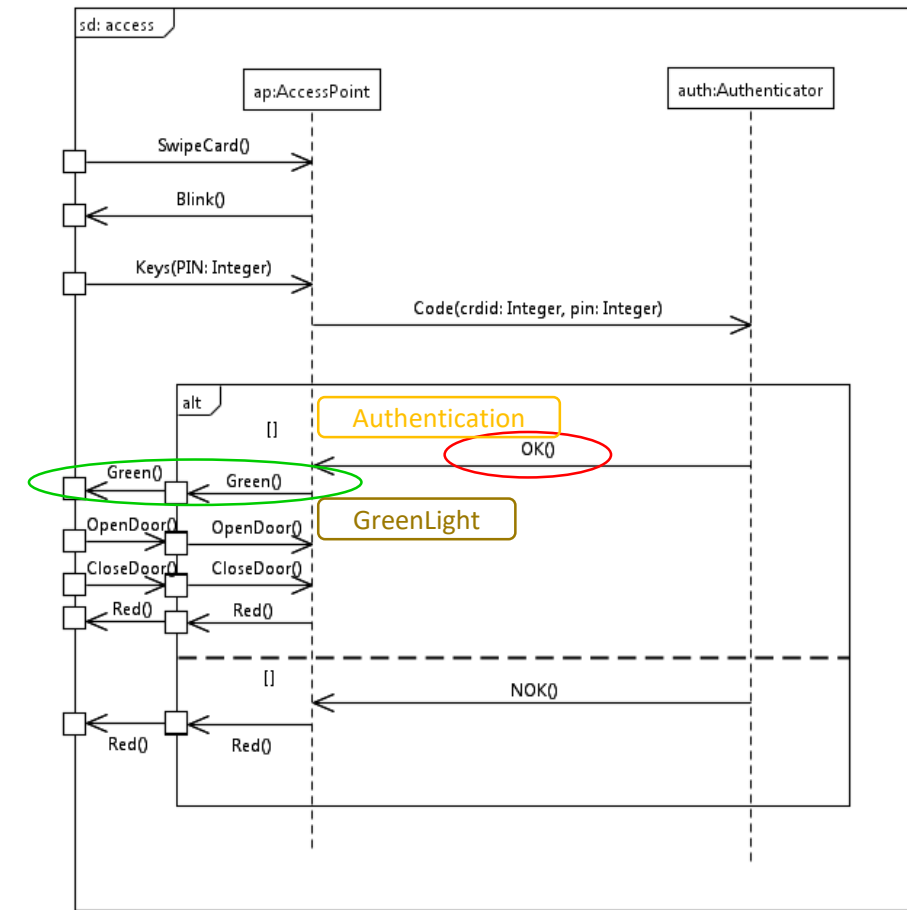 sd: access
ap:AccessPoint
auth:Authenticator
SwipeCard()
Blink()
Keys(PIN: Integer)
Code(crdid: Integer, pin: Integer)
alt
Authentication
[]
OK()
Green()
Green()
GreenLight
OpenDoor()
OpenDoor()
CloseDoor()
CloseDoor()
Red()
Red()
[]
NOK()
Red()
Red()